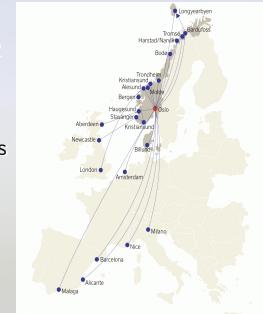 Longyearbyen
Tromsø
Bardufoss
Harstad/Narvik
Bodø
Trondheim
Kristiansund
Ålesund
Molde
Bergen
Oslo
Haugesund
Stavanger
Kristiansund
Aberdeen
Newcastle
Billund
London
Amsterdam
Milano
Nice
Barcelona
Alicante
Malaga
s